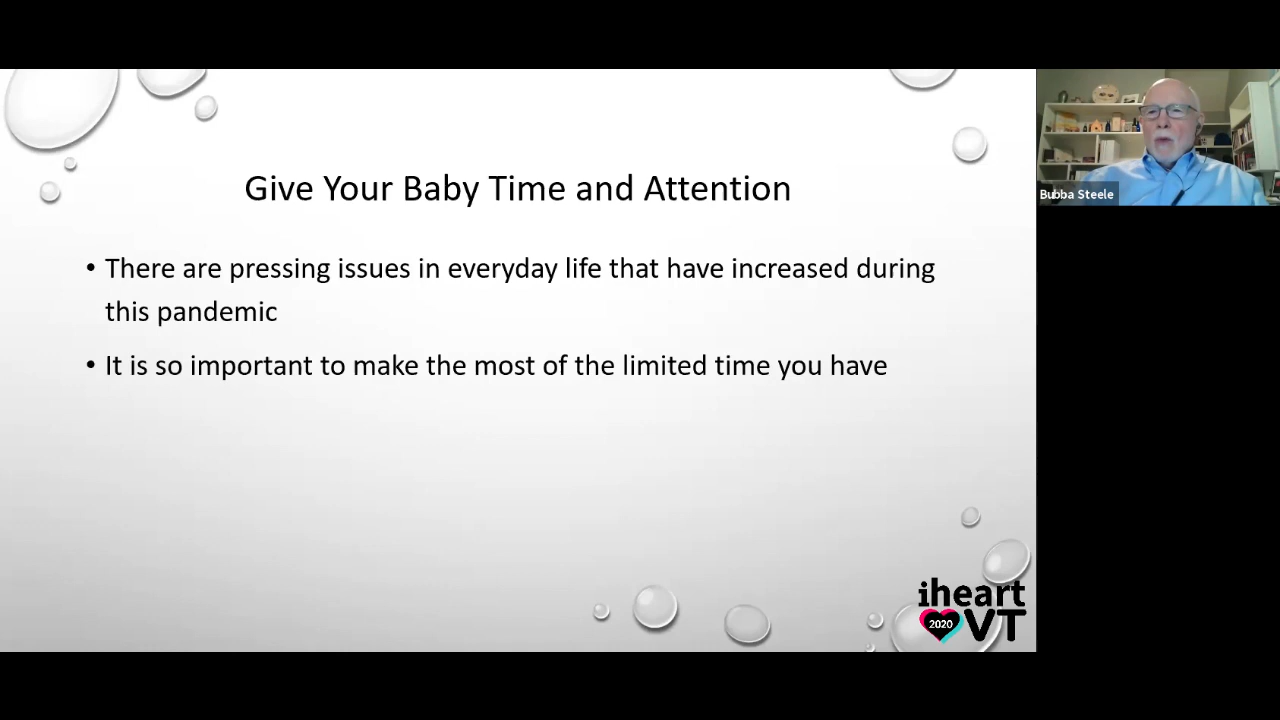 Give Your Baby Time and Attention
• There are pressing issues in everyday life that have increased during
this pandemic
• It is so important to make the most of the limited time you have
Bubba Steele
iheart
2020 VT